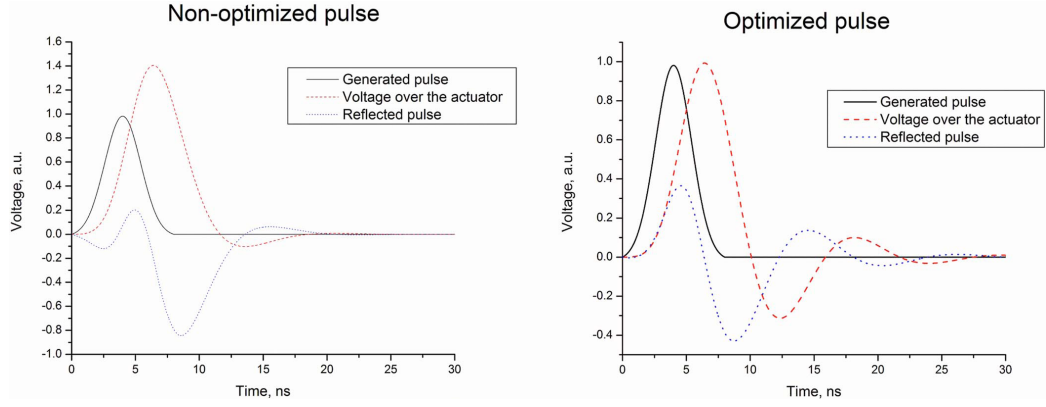 Non-optimized pulse
1.6
1.4
1.2
1.0
0.8
0.6
0.4
0.2
0.0
-0.2
-0.4
-0.6
-0.8
-1.0
Voltage, a.u.
Generated pulse
Voltage over the actuator
Reflected pulse
0 5 10 15 20 25 30
Time, ns
Optimized pulse
1.0
0.8
0.6
0.4
0.2
0.0
-0.2
-0.4
Voltage, a.u.
Generated pulse
Voltage over the actuator
Reflected pulse
0 5 10 15 20 25 30
Time, ns